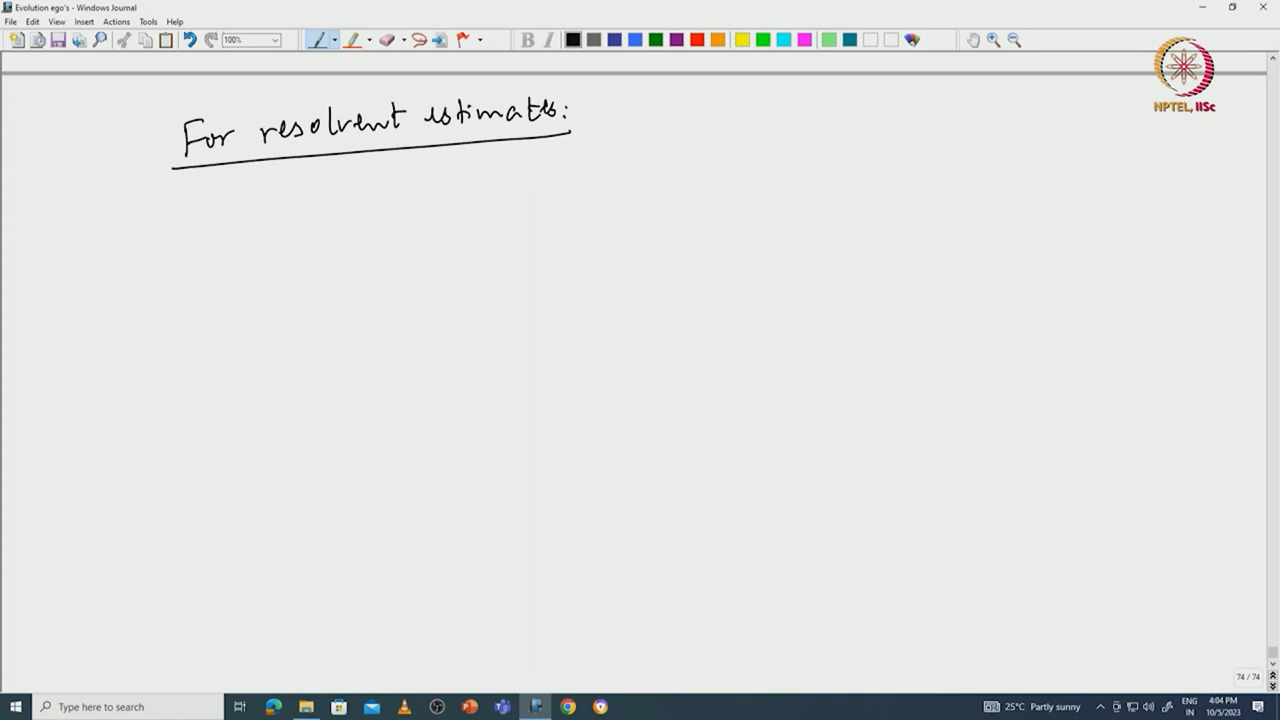 Evolution ego's - Windows Journal
File Edit View Insert Actions Tools Help
100%
B I
NPTEL, IISc
For resolvent estimates:
74 / 74
Type here to search
25°C Partly sunny
ENG
IN
4:04 PM
10/5/2023